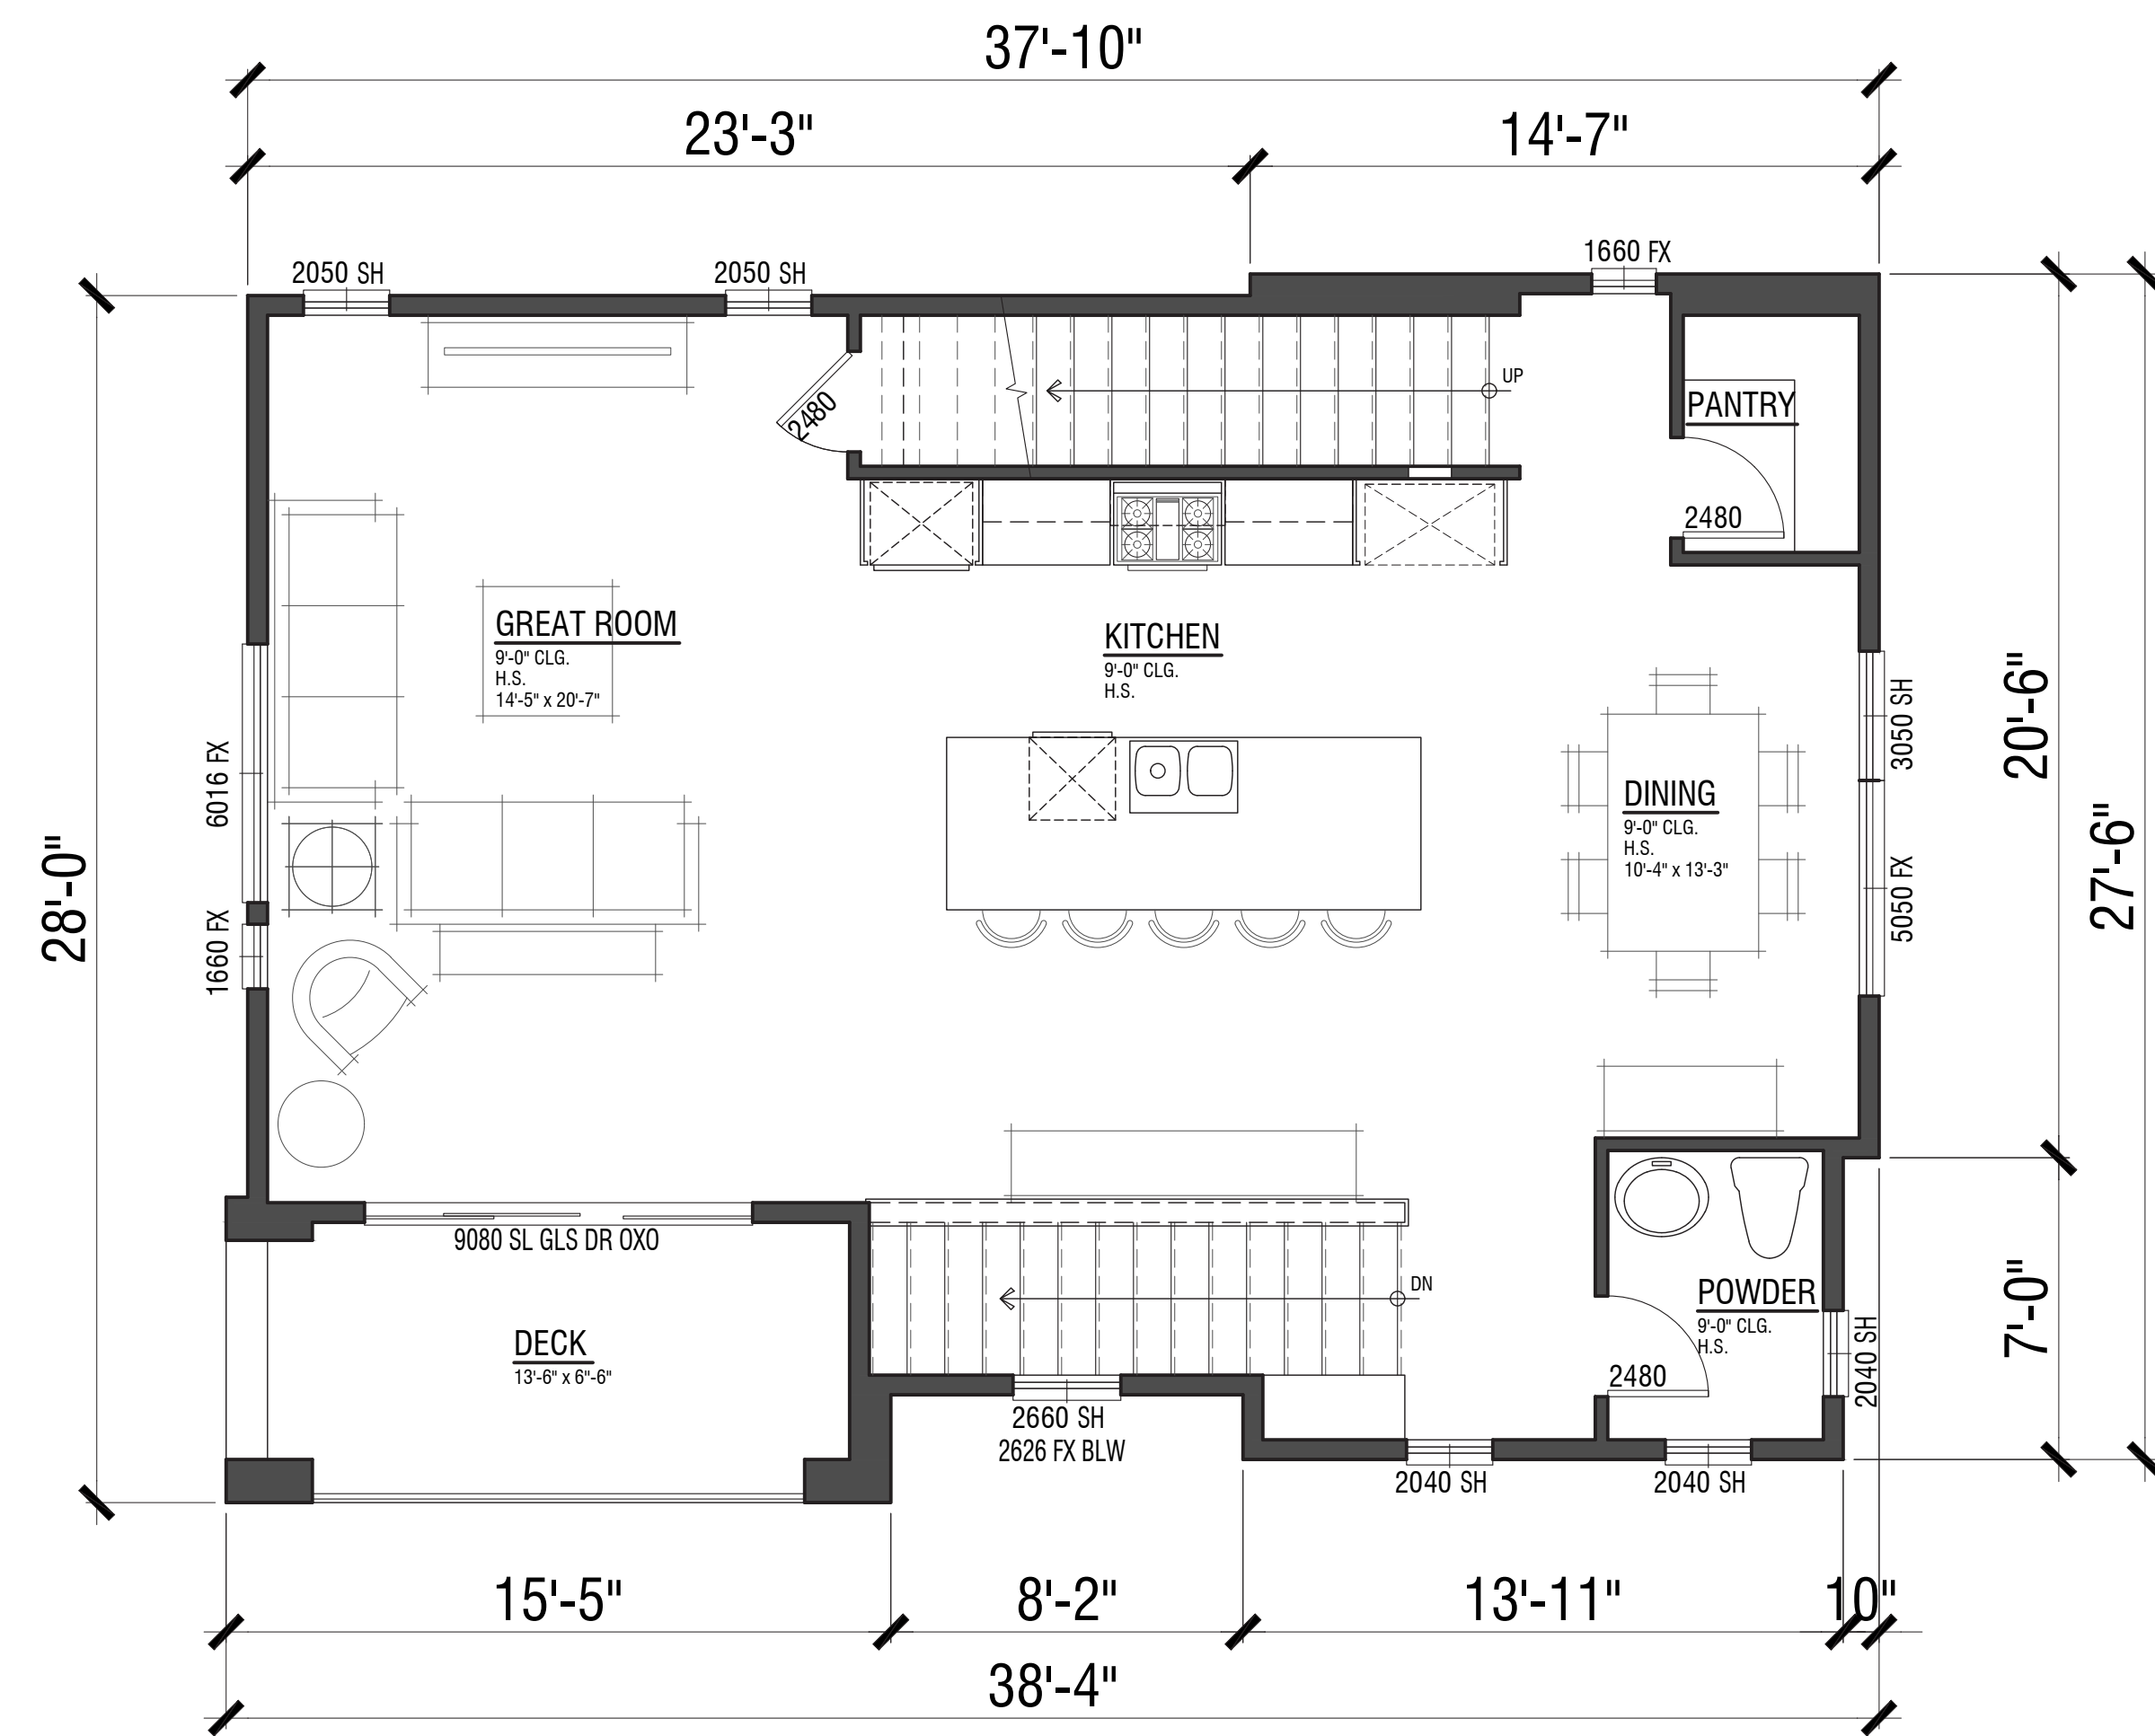 37'-10"
23'-3"
14'-7"
1660 FX
2050 SH
2050 SH
UP
PANTRY
2480
2480
GREAT ROOM
9'-0" CLG.
H.S.
14'-5" x 20'-7"
KITCHEN
9'-0" CLG.
H.S.
3050 SH
20'-6"
6016 FX
DINING
9'-0" CLG.
H.S.
10'-4" x 13'-3"
28'-0"
27'-6"
5050 FX
1660 FX
9080 SL GLS DR OXO
DN
POWDER
9'-0" CLG.
H.S.
7'-0"
DECK
13'-6" x 6"-6"
2480
2040 SH
2660 SH
2626 FX BLW
2040 SH
2040 SH
15'-5"
8'-2"
13'-11"
10"
38'-4"